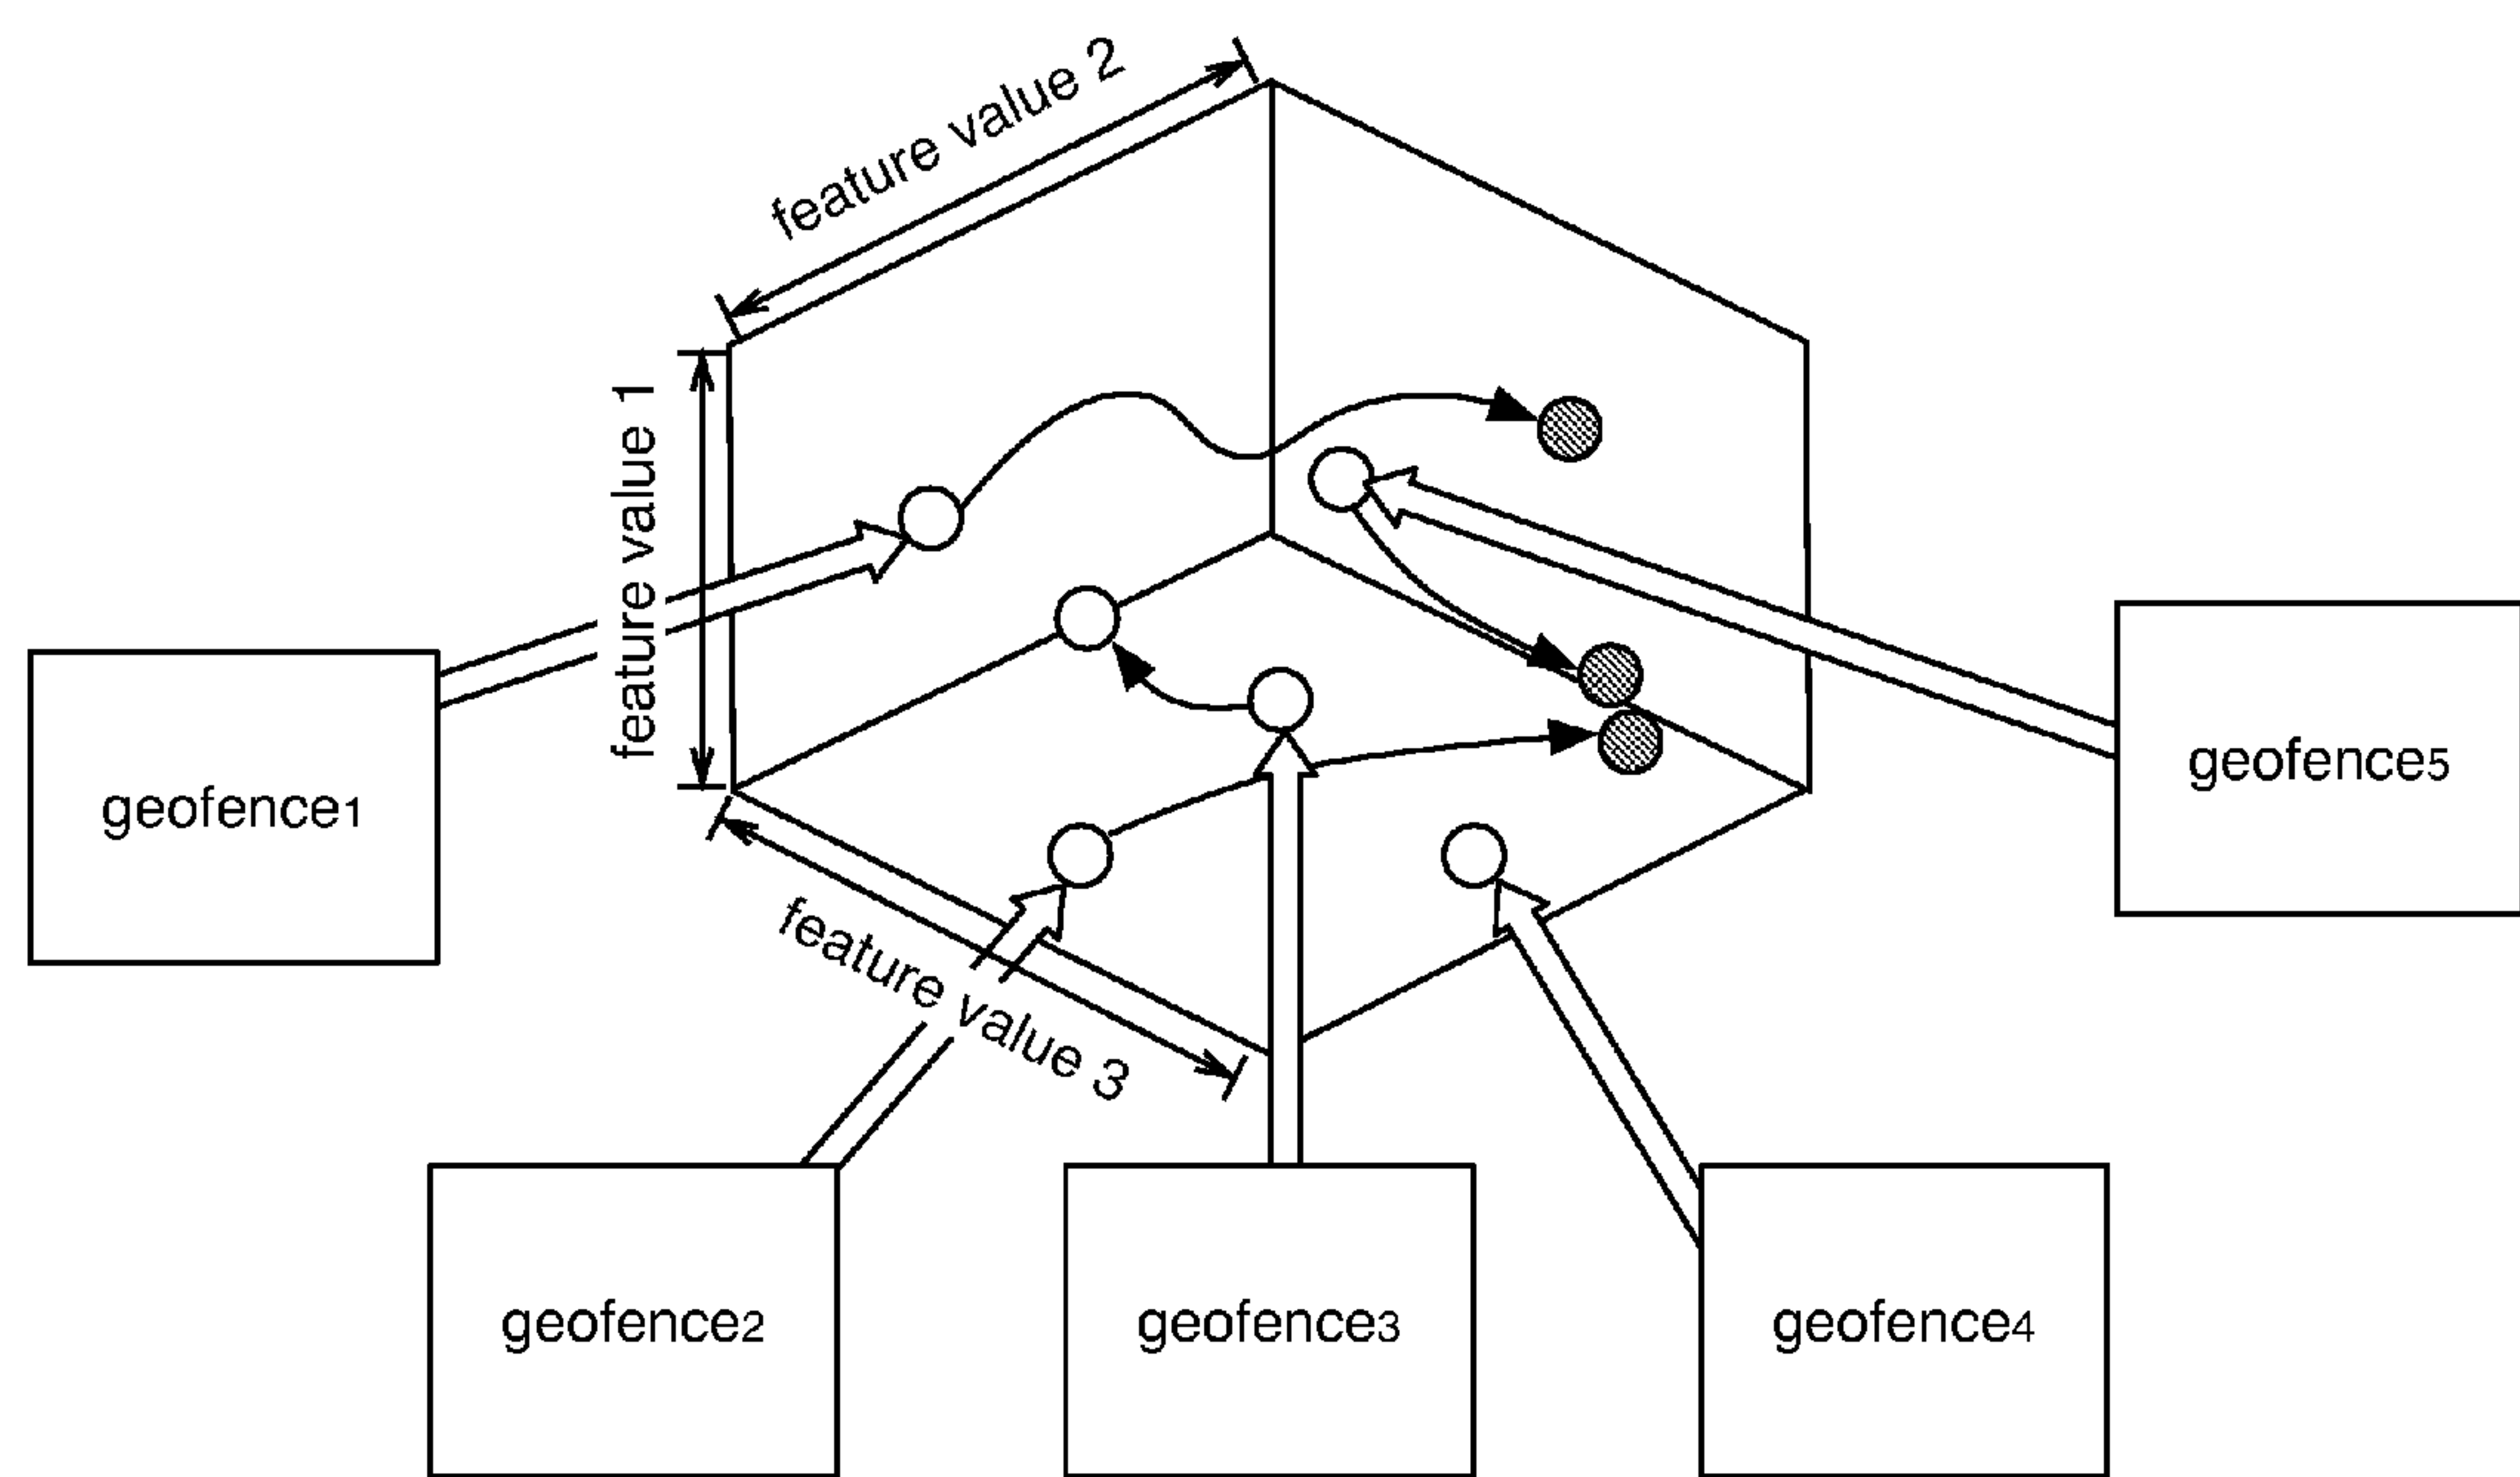 feature value 2
feature value 1
geofence1
geofence5
feature value 3
geofence2
geofence3
geofence4